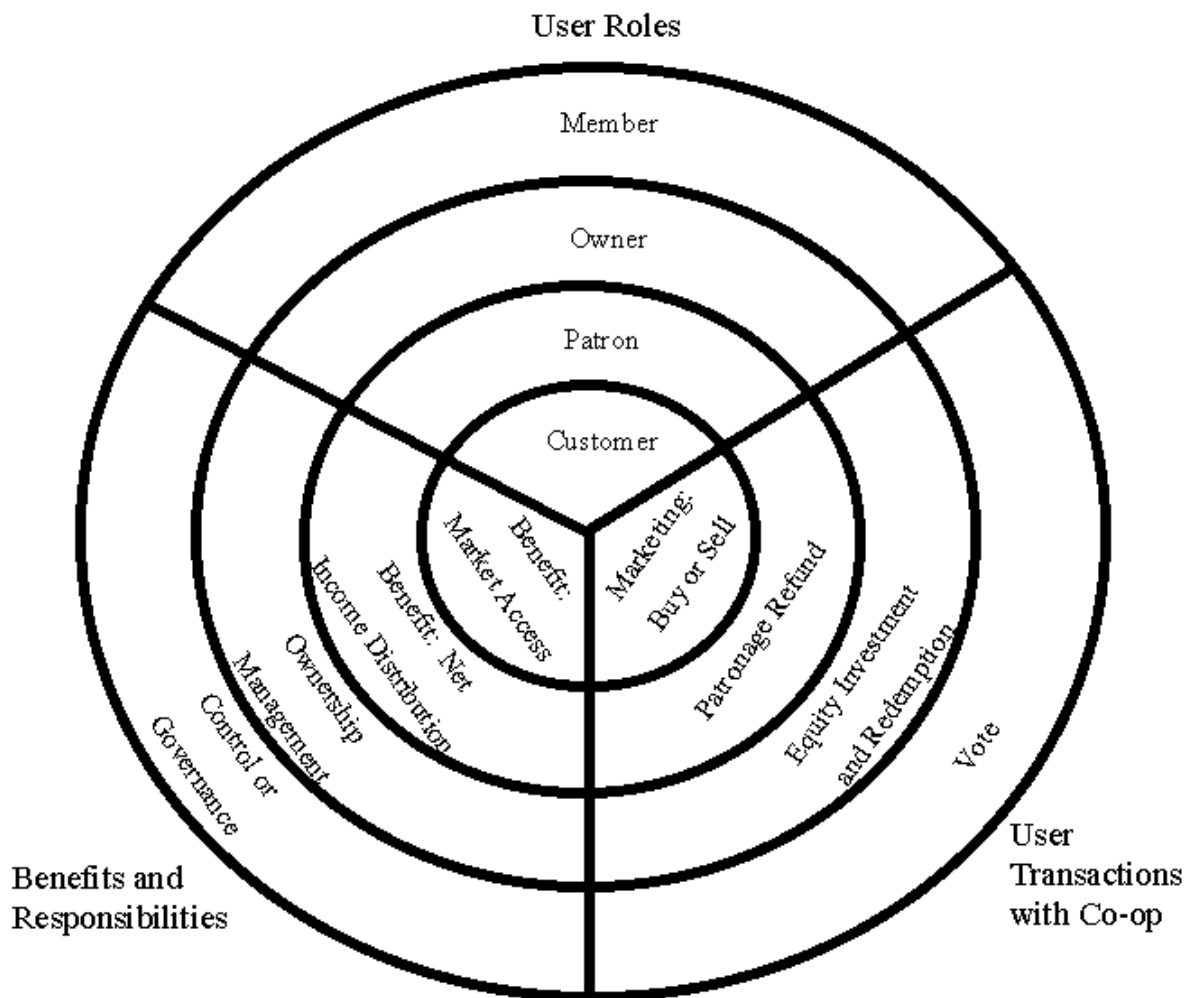 User Roles
Member
Owner
Patron
Customer
Benefit:
Market Access
Marketing:
Buy or Sell
Benefit: Net
Income Distribution
Patronage Refund
Ownership
Management
Equity Investment
and Redemption
Control or
Governance
Vote
Benefits and
Responsibilities
User
Transactions
with Co-op